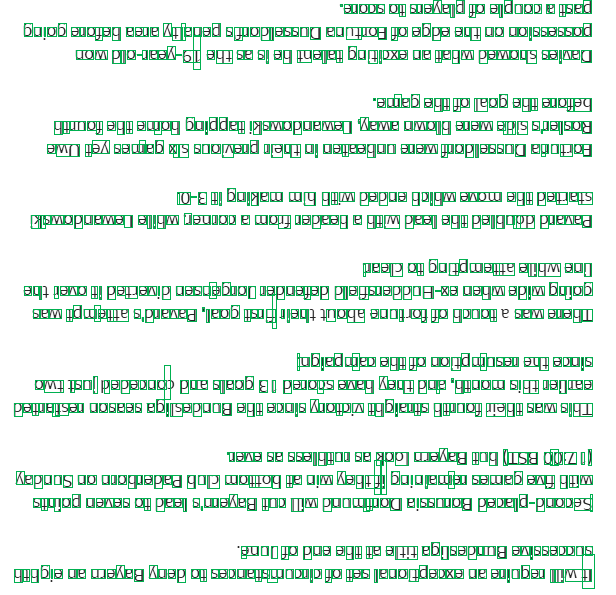 It will require an exceptional set of circumstances to deny Bayern an eighth
successive Bundesliga title at the end of June.
Second-placed Borussia Dortmund will cut Bayern's lead to seven points
with five games remaining if they win at bottom club Paderborn on Sunday
(17:00 BST) but Bayern look as ruthless as ever.
This was their fourth straight victory since the Bundesliga season restarted
earlier this month, and they have scored 13 goals and conceded just two
since the resumption of the campaign.
There was a touch of fortune about their first goal, Pavard's attempt was
going wide when ex-Huddersfield defender Jorgensen diverted it over the
line while attempting to clear.
Pavard doubled the lead with a header from a corner, while Lewandowski
started the move which ended with him making it 3-0.
Fortuna Dusseldorf were unbeaten in their previous six games yet Uwe
Rosler's side were blown away, Lewandowski tapping home the fourth
before the goal of the game.
Davies showed what an exciting talent he is as the 19-year-old won
possession on the edge of Fortuna Dusseldorf's penalty area before going
past a couple of players to score.